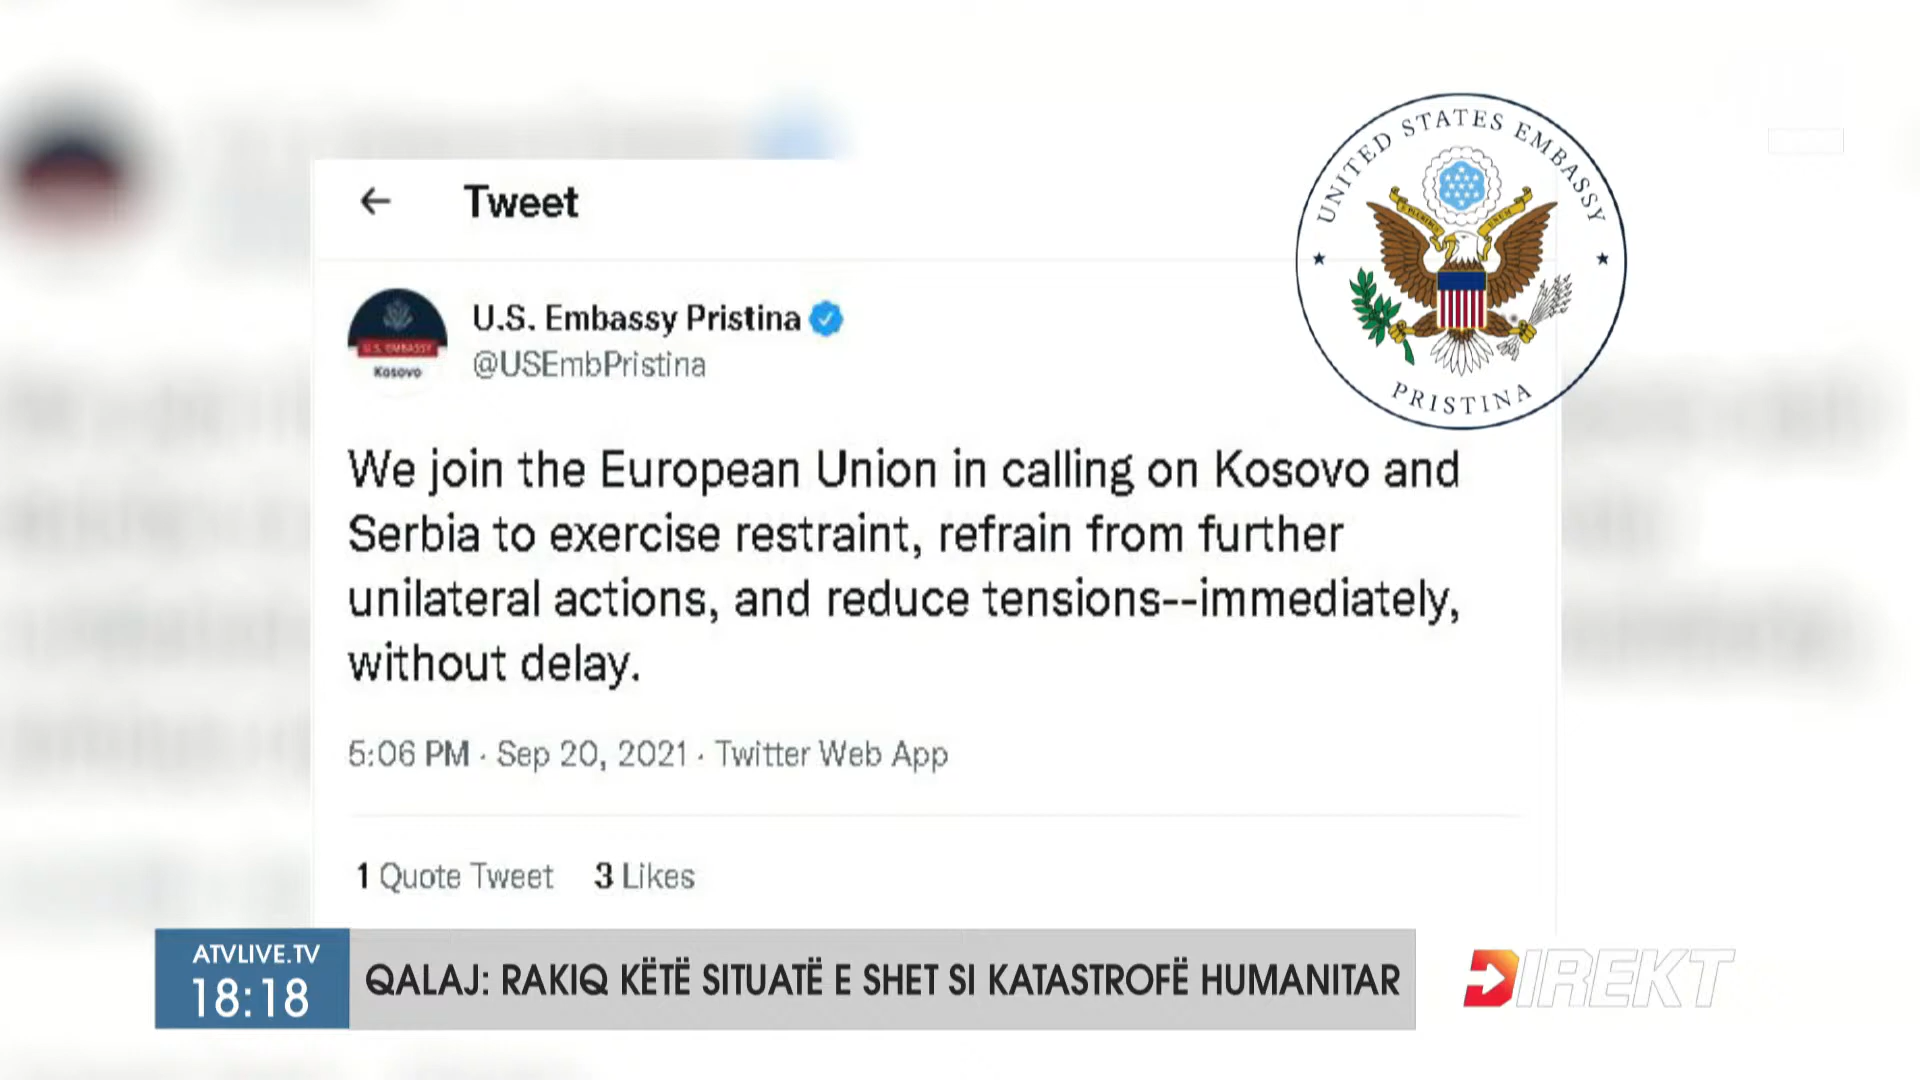 UNITED STATES EMBASSY
PRISTINA
Tweet
U.S. Embassy Pristina
@USEmbPristina
U.S. EMBASSY
Kosovo
We join the European Union in calling on Kosovo and
Serbia to exercise restraint, refrain from further
unilateral actions, and reduce tensions--immediately,
without delay.
5:06 PM · Sep 20, 2021 · Twitter Web App
1 Quote Tweet 3 Likes
ATVLIVE.TV
18:18
QALAJ: RAKIQ KËTË SITUATË E SHET SI KATASTROFË HUMANITAR
DIREKT